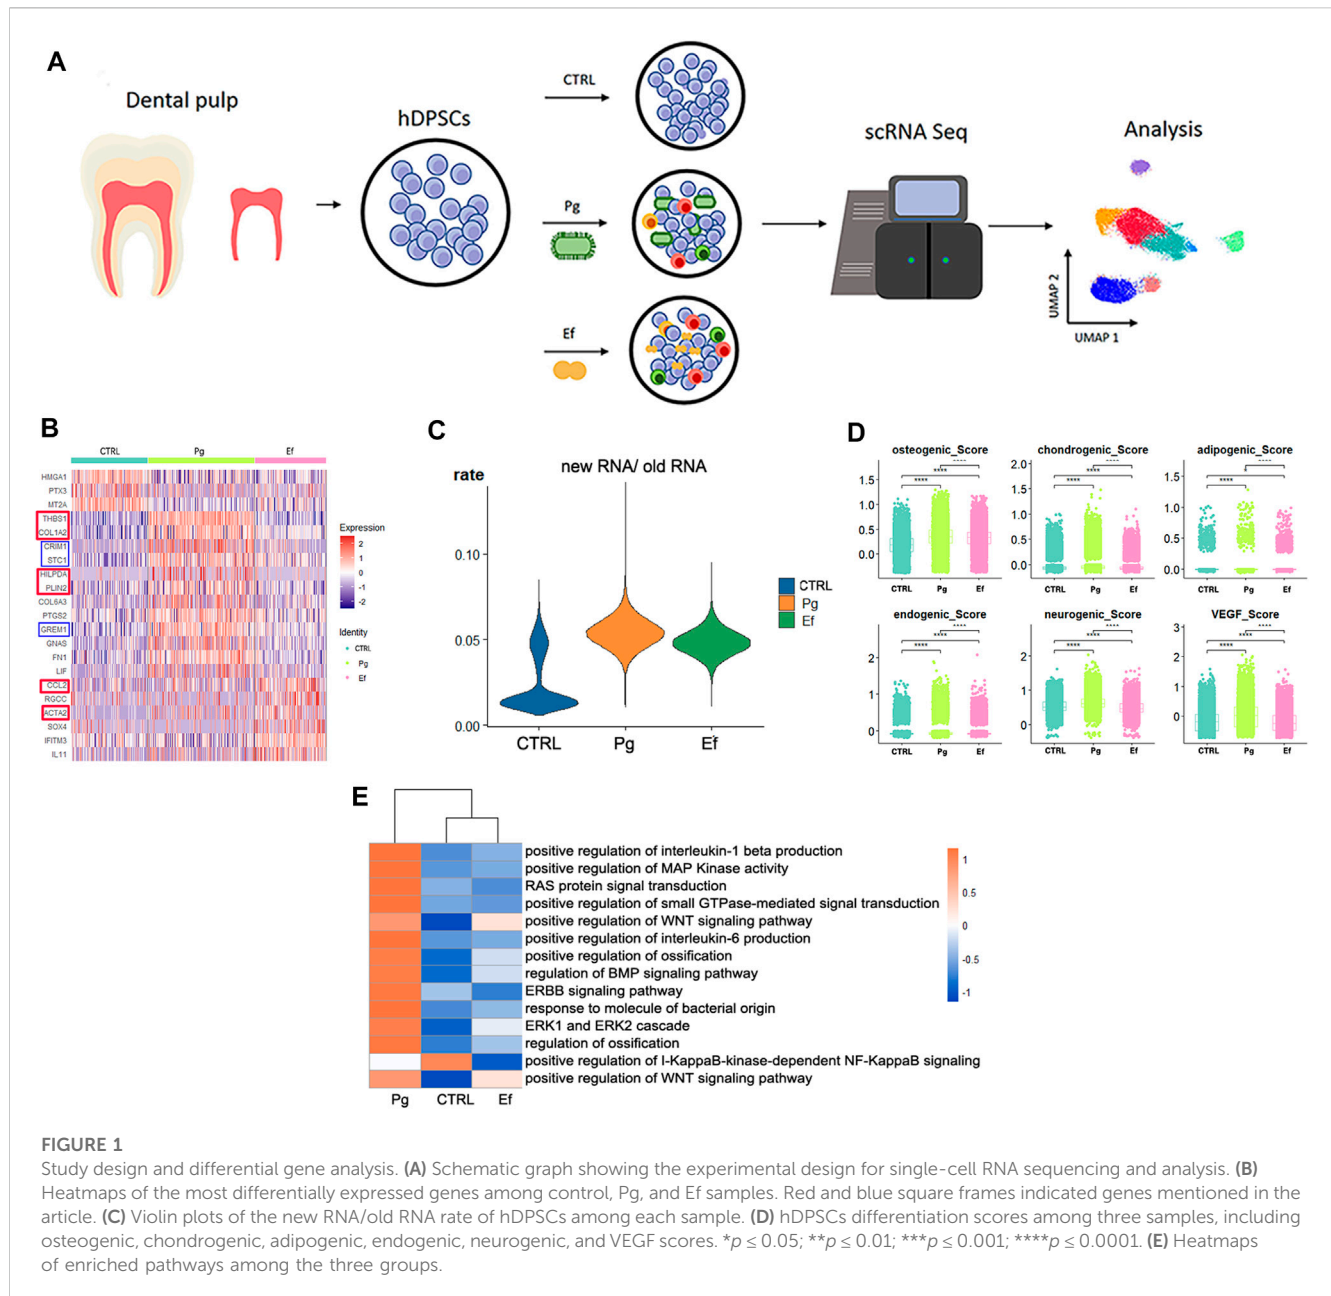 A
Dental pulp
hDPSCs
CTRL
Pg
Ef
scRNA Seq
Analysis
UMAP 2
UMAP 1
B
CTRL
Pg
Ef
HMGA1
PTX3
MT2A
THBS1
COL1A2
CRIM1
STC1
HILPDA
PLIN2
COL6A3
PTGS2
GREM1
GNAS
FN1
LIF
CCL2
RGCC
ACTA2
SOX4
IFITM3
IL11
Expression
2
1
0
-1
-2
Identity
CTRL
Pg
Ef
C
rate
new RNA/ old RNA
0.10
0.05
0.00
CTRL
Pg
Ef
CTRL
Pg
Ef
D
osteogenic_Score
****
****
****
1.5
1.0
0.5
0.0
CTRL
Pg
Ef
chondrogenic_Score
****
****
****
2.0
1.5
1.0
0.5
0.0
CTRL
Pg
Ef
adipogenic_Score
****
*
****
1.5
1.0
0.5
0.0
CTRL
Pg
Ef
endogenic_Score
****
****
****
2
1
0
CTRL
Pg
Ef
neurogenic_Score
****
****
****
2
1
0
CTRL
Pg
Ef
VEGF_Score
****
****
****
2
1
0
CTRL
Pg
Ef
E
positive regulation of interleukin-1 beta production
positive regulation of MAP Kinase activity
RAS protein signal transduction
positive regulation of small GTPase-mediated signal transduction
positive regulation of WNT signaling pathway
positive regulation of interleukin-6 production
positive regulation of ossification
regulation of BMP signaling pathway
ERBB signaling pathway
response to molecule of bacterial origin
ERK1 and ERK2 cascade
regulation of ossification
positive regulation of I-KappaB-kinase-dependent NF-KappaB signaling
positive regulation of WNT signaling pathway
Pg
CTRL
Ef
1
0.5
0
-0.5
-1
FIGURE 1
Study design and differential gene analysis. (A) Schematic graph showing the experimental design for single-cell RNA sequencing and analysis. (B)
Heatmaps of the most differentially expressed genes among control, Pg, and Ef samples. Red and blue square frames indicated genes mentioned in the
article. (C) Violin plots of the new RNA/old RNA rate of hDPSCs among each sample. (D) hDPSCs differentiation scores among three samples, including
osteogenic, chondrogenic, adipogenic, endogenic, neurogenic, and VEGF scores. *p ≤ 0.05; **p ≤ 0.01; ***p ≤ 0.001; ****p ≤ 0.0001. (E) Heatmaps
of enriched pathways among the three groups.